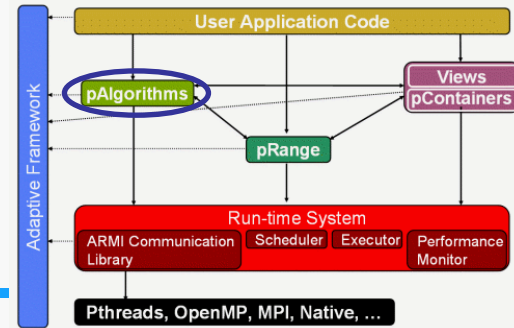 User Application Code
Adaptive Framework
pAlgorithms
Views
pContainers
pRange
Run-time System
ARMI Communication
Library
Scheduler
Executor
Performance
Monitor
Pthreads, OpenMP, MPI, Native, ...